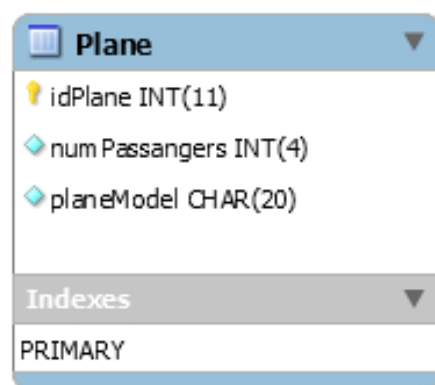 Plane
idPlane INT(11)
numPassangers INT(4)
planeModel CHAR(20)
Indexes
PRIMARY